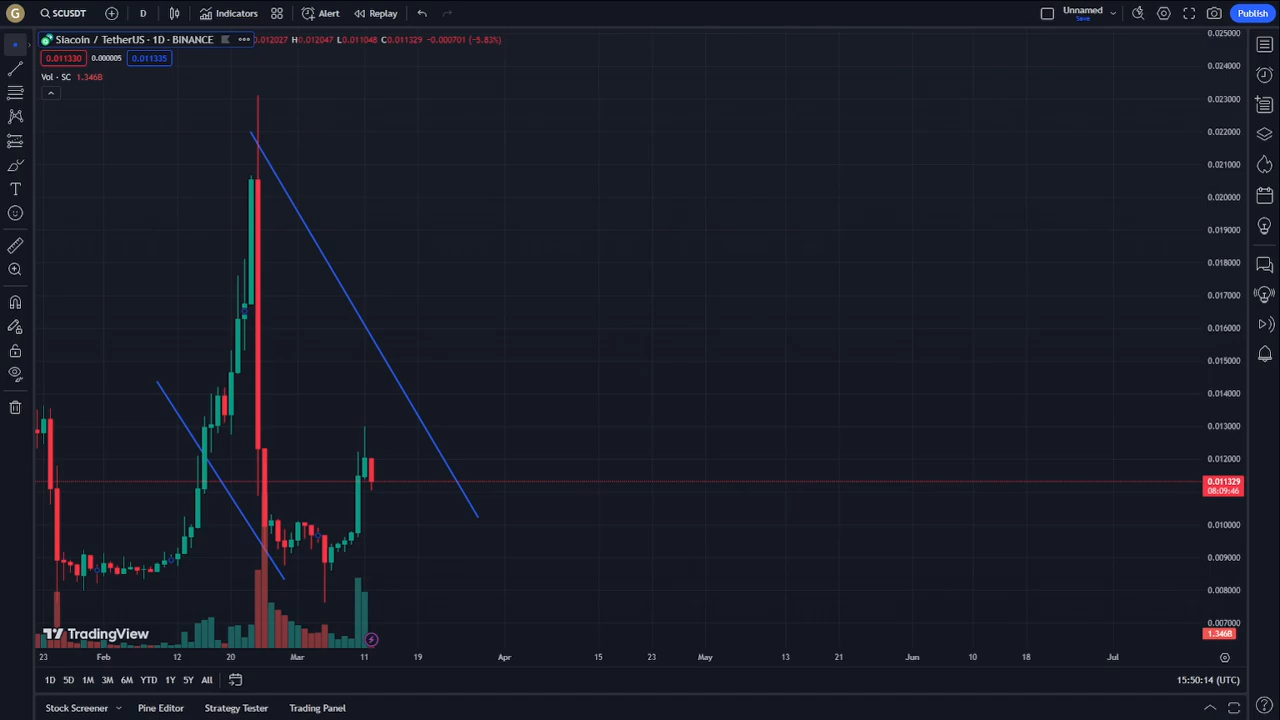 G SCUSDT D Indicators Alert Replay Unnamed Save Publish
Siacoin / TetherUS · 1D · BINANCE 0.012027 H0.012047 L0.011048 C0.011329 −0.000701 (−5.83%)
0.011330 0.000005 0.011335
Vol · SC 1.346B
0.025000
0.024000
0.023000
0.022000
0.021000
0.020000
0.019000
0.018000
0.017000
0.016000
0.015000
0.014000
0.013000
0.012000
0.011329
08:09:46
0.010000
0.009000
0.008000
0.007000
1.346B
TradingView
23 Feb 12 20 Mar 11 19 Apr 15 23 May 13 21 Jun 10 18 Jul
1D 5D 1M 3M 6M YTD 1Y 5Y All 15:50:14 (UTC)
Stock Screener Pine Editor Strategy Tester Trading Panel